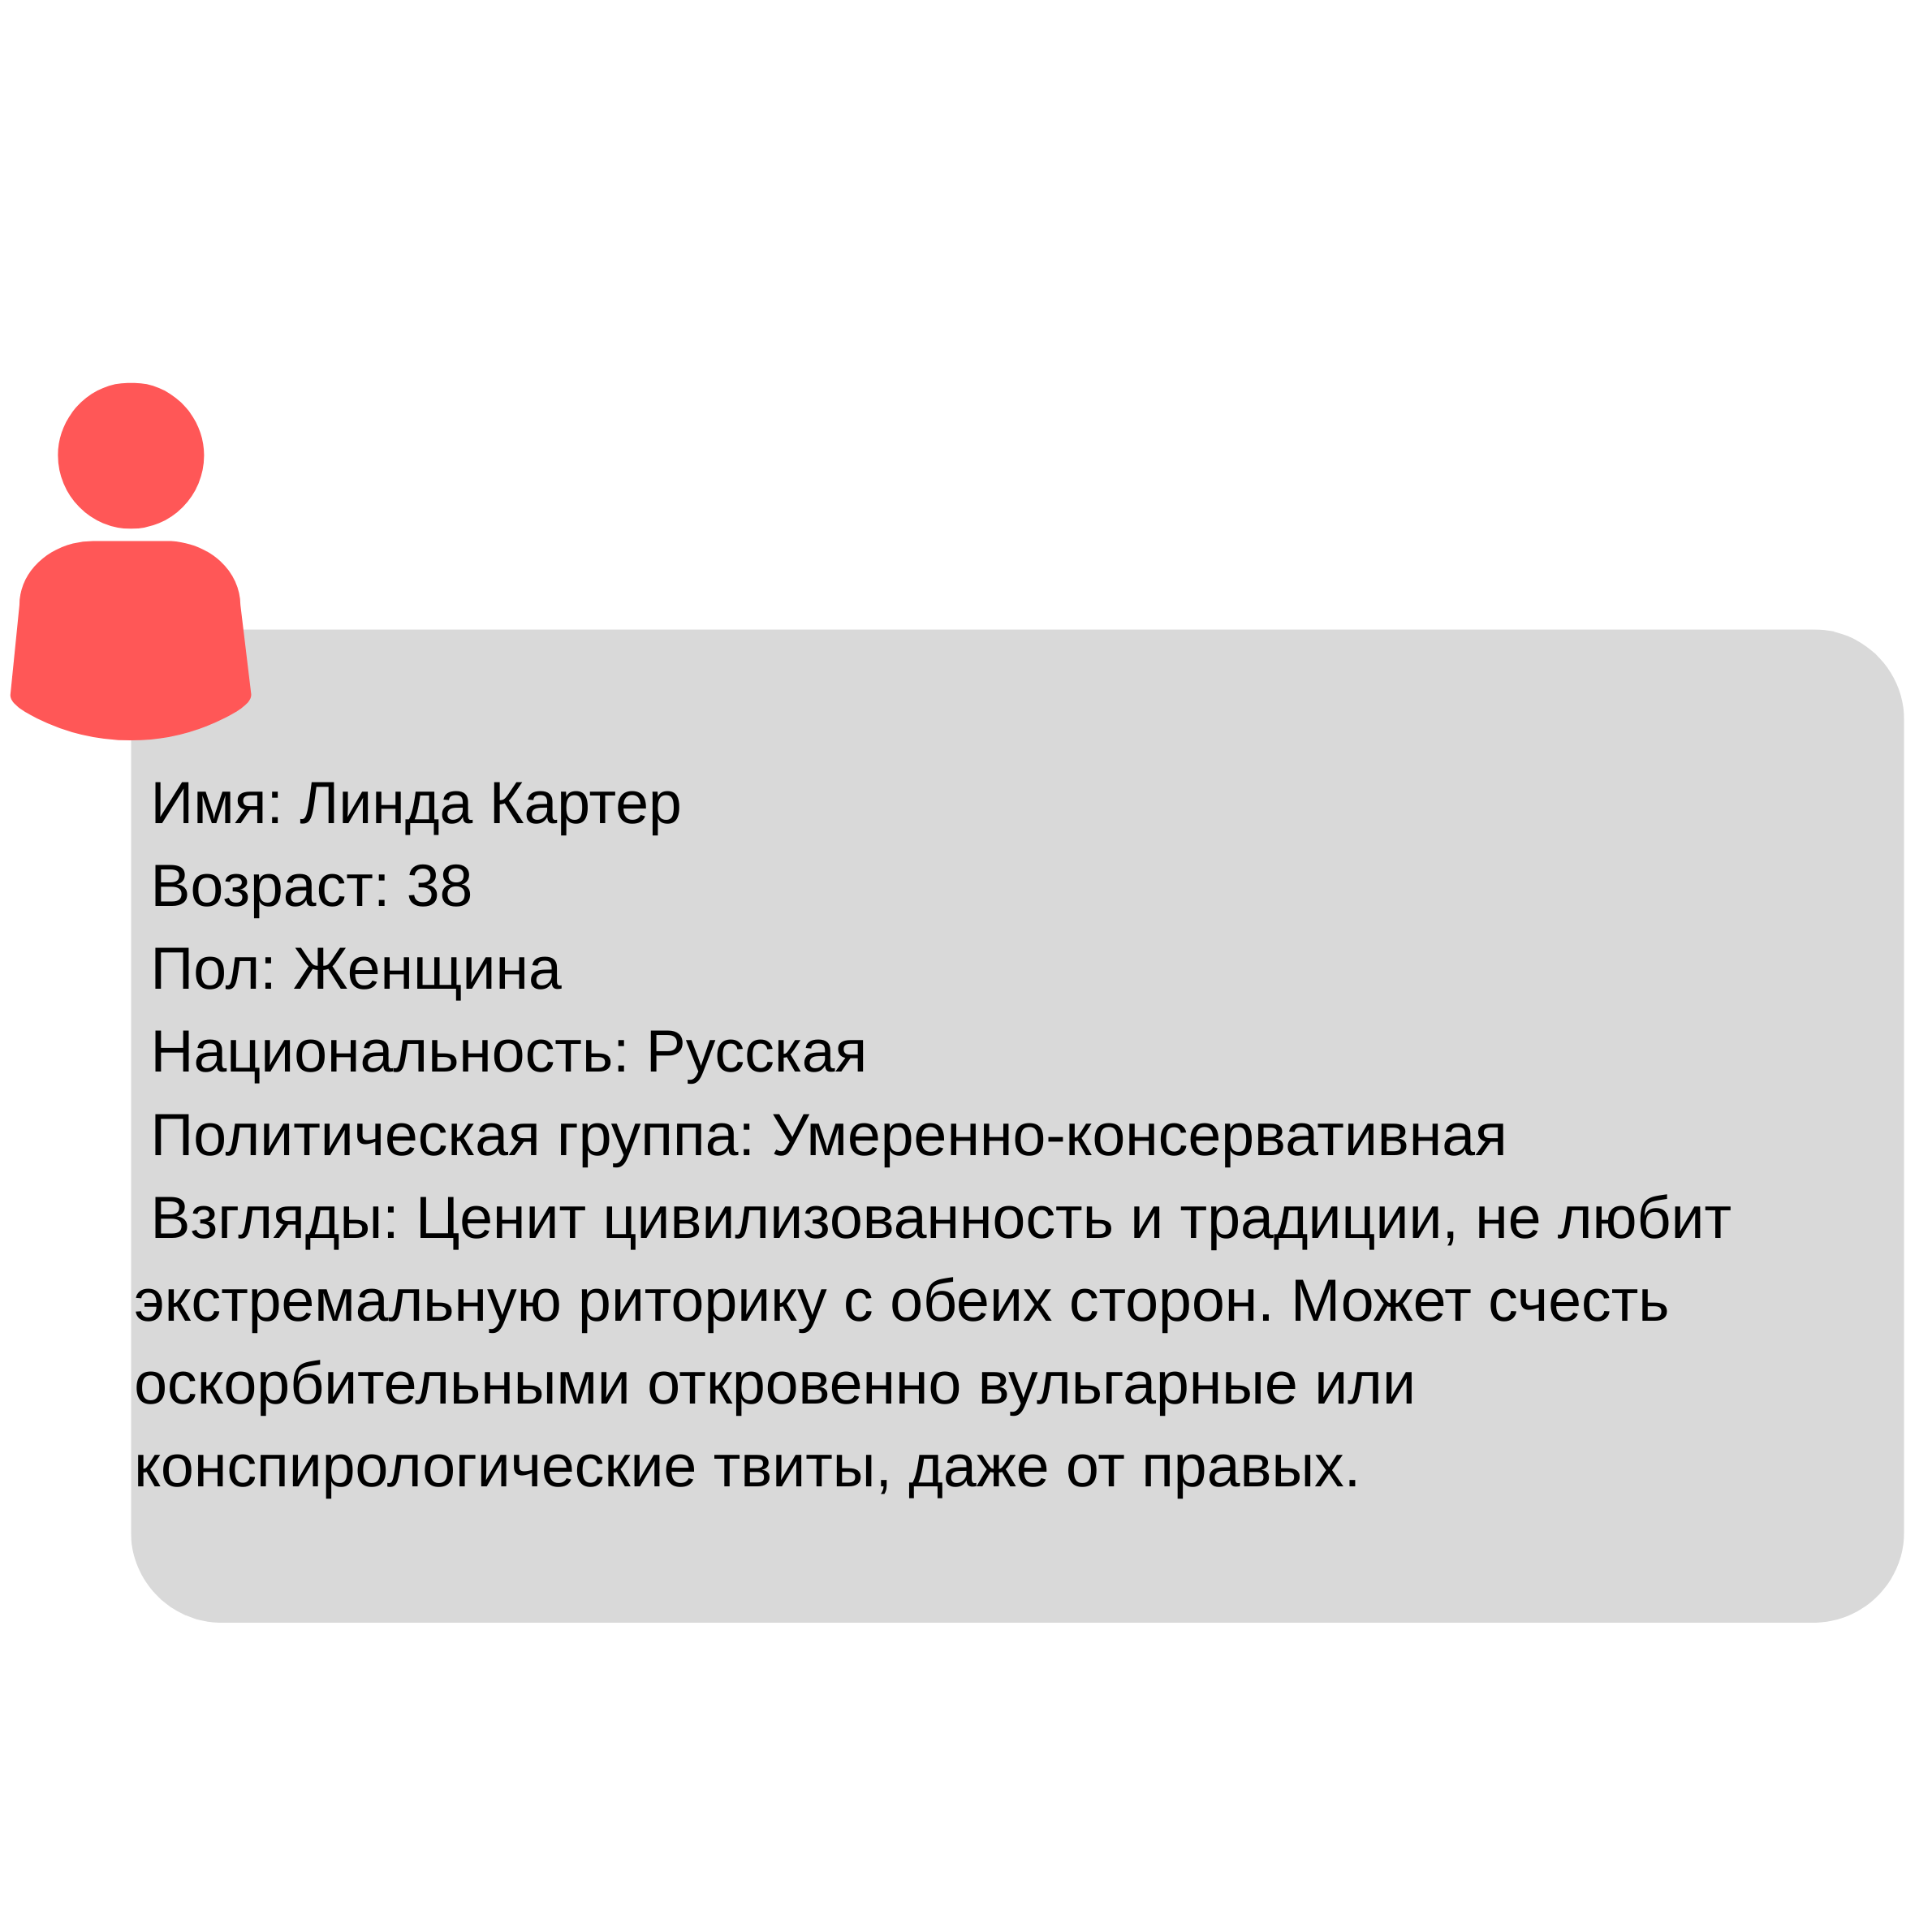 Имя: Линда Картер
Возраст: 38
Пол: Женщина
Национальность: Русская
Политическая группа: Умеренно-консервативная
Взгляды: Ценит цивилизованность и традиции, не любит
экстремальную риторику с обеих сторон. Может счесть
оскорбительными откровенно вульгарные или
конспирологические твиты, даже от правых.